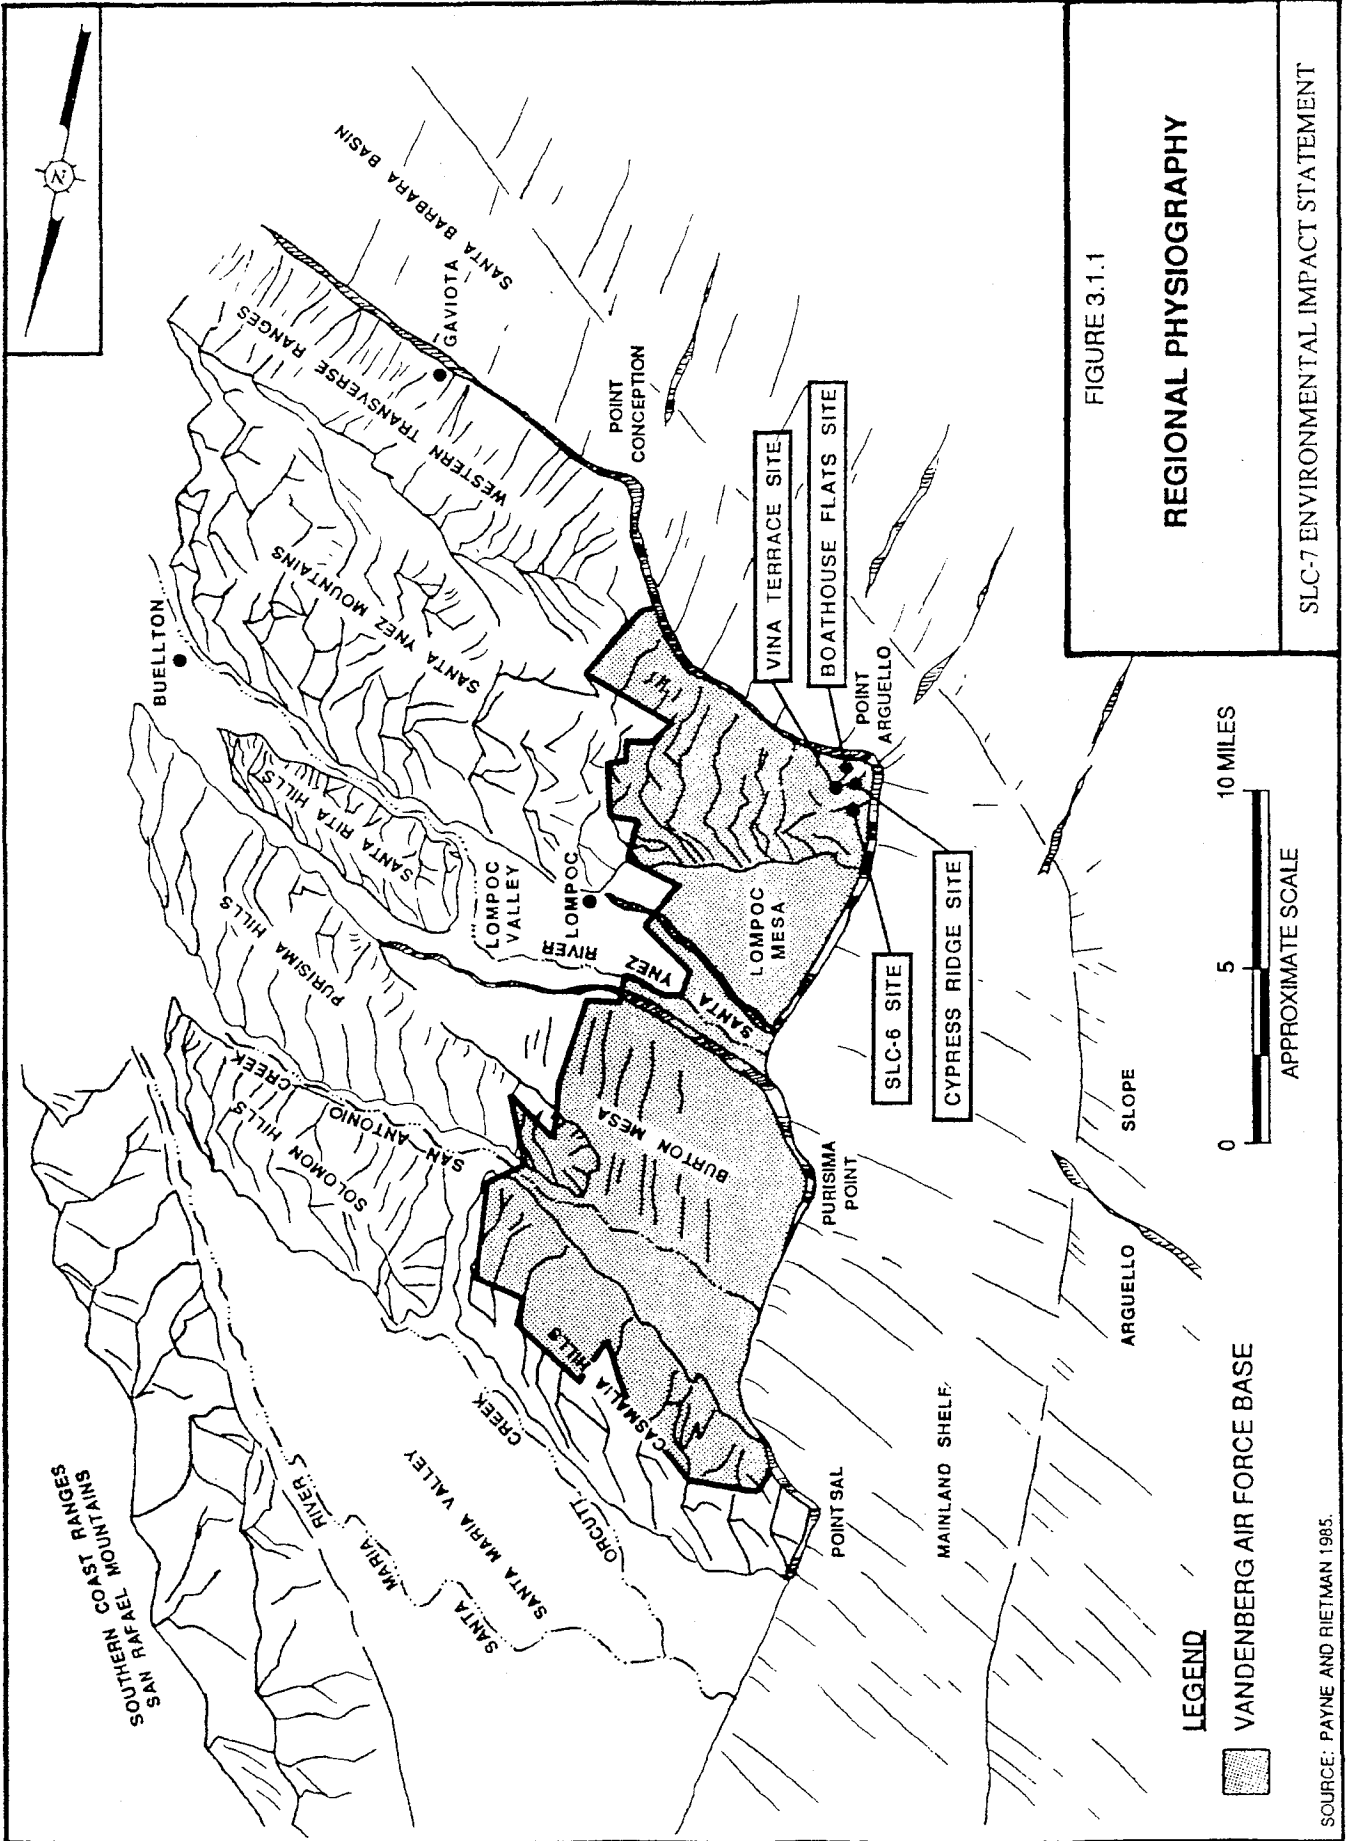 N
SOUTHERN COAST RANGES
SAN RAFAEL MOUNTAINS
SANTA MARIA RIVER
SANTA MARIA VALLEY
ORCUTT CREEK
SOLOMON HILLS
SAN ANTONIO CREEK
PURISIMA HILLS
SANTA RITA HILLS
BUELLTON
SANTA YNEZ MOUNTAINS
WESTERN TRANSVERSE RANGES
GAVIOTA
SANTA BARBARA BASIN
CASMALIA HILLS
BURTON MESA
LOMPOC
VALLEY
LOMPOC
SANTA YNEZ RIVER
LOMPOC
MESA
POINT
CONCEPTION
VINA TERRACE SITE
BOATHOUSE FLATS SITE
POINT
ARGUELLO
SLC-6 SITE
CYPRESS RIDGE SITE
PURISIMA
POINT
POINT SAL
MAINLAND SHELF
ARGUELLO SLOPE
LEGEND
VANDENBERG AIR FORCE BASE
0 5 10 MILES
APPROXIMATE SCALE
SOURCE: PAYNE AND RIETMAN 1985.
FIGURE 3.1.1
REGIONAL PHYSIOGRAPHY
SLC-7 ENVIRONMENTAL IMPACT STATEMENT